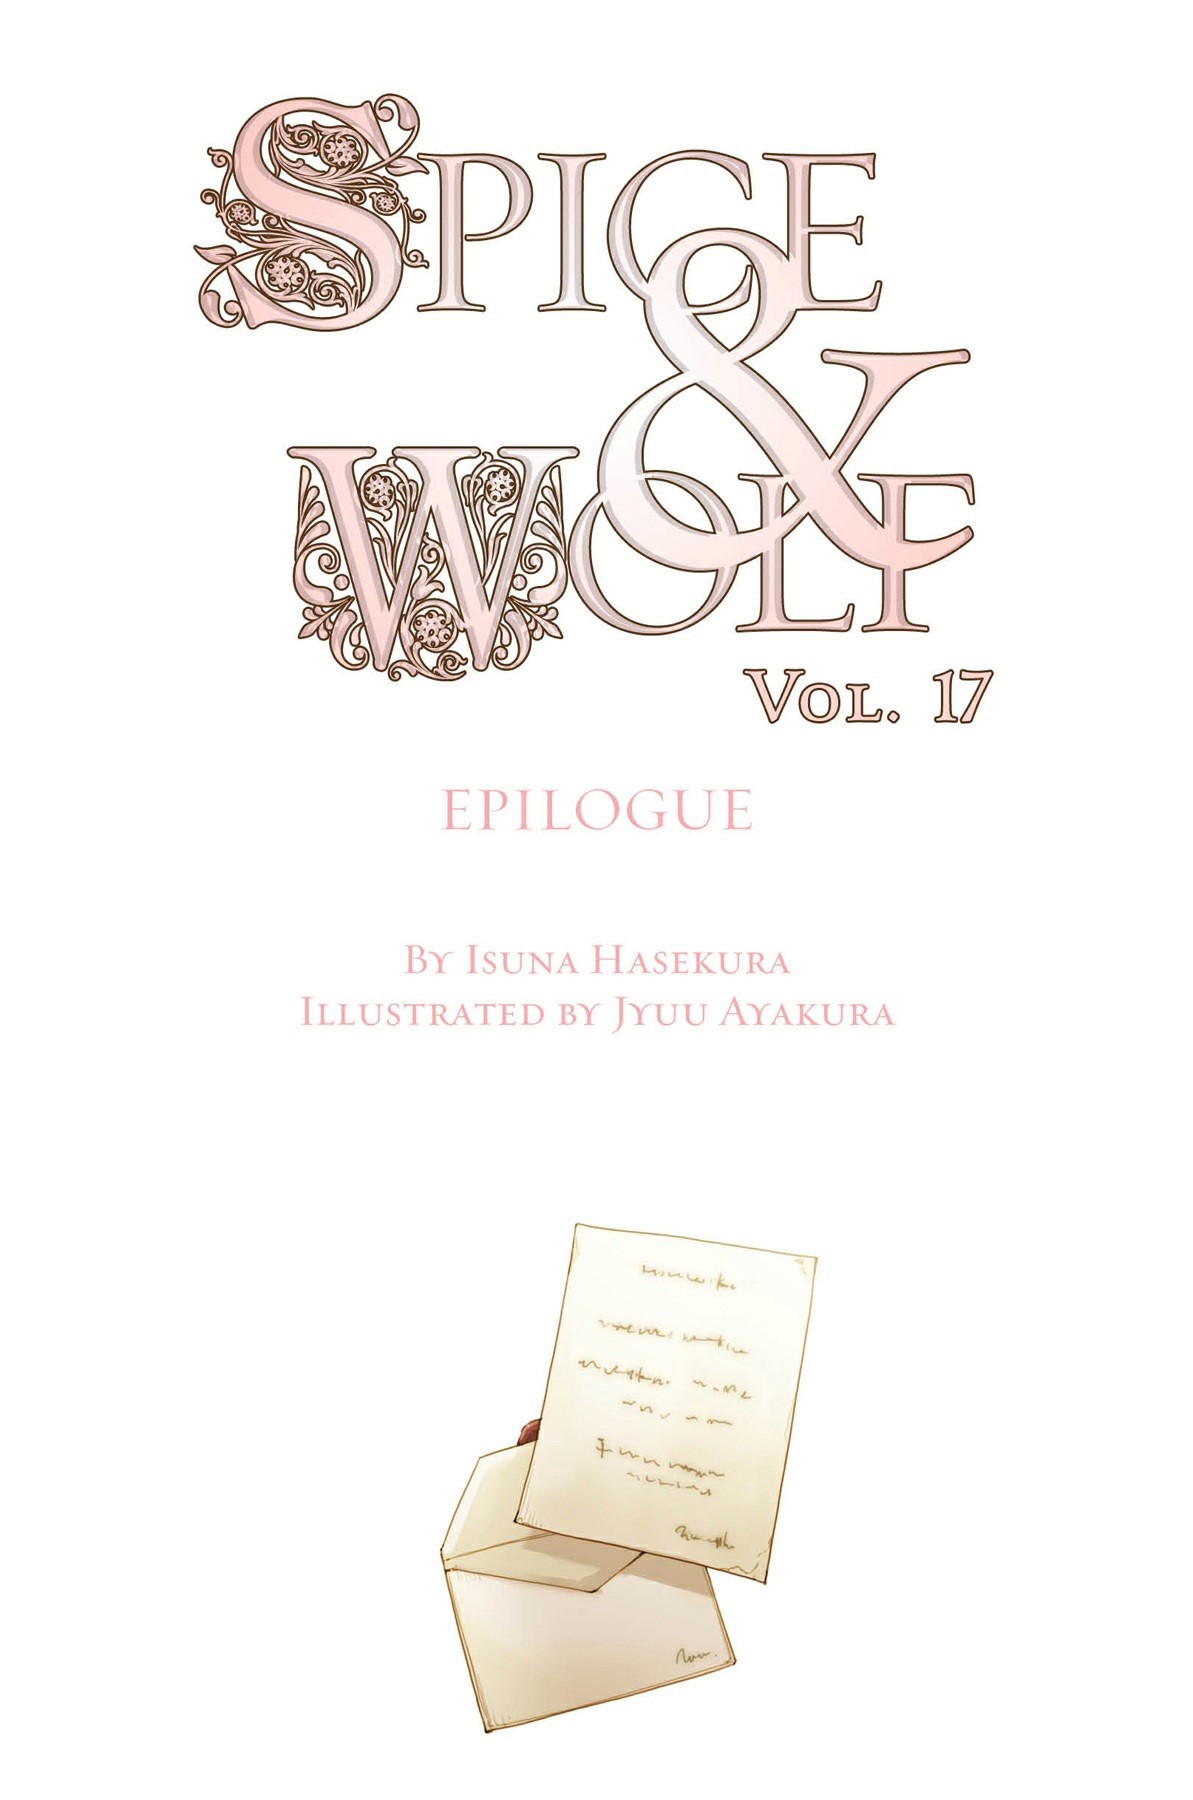 SPICE
&
WOLF
VOL. 17
EPILOGUE
BY ISUNA HASEKURA
ILLUSTRATED BY JYUU AYAKURA